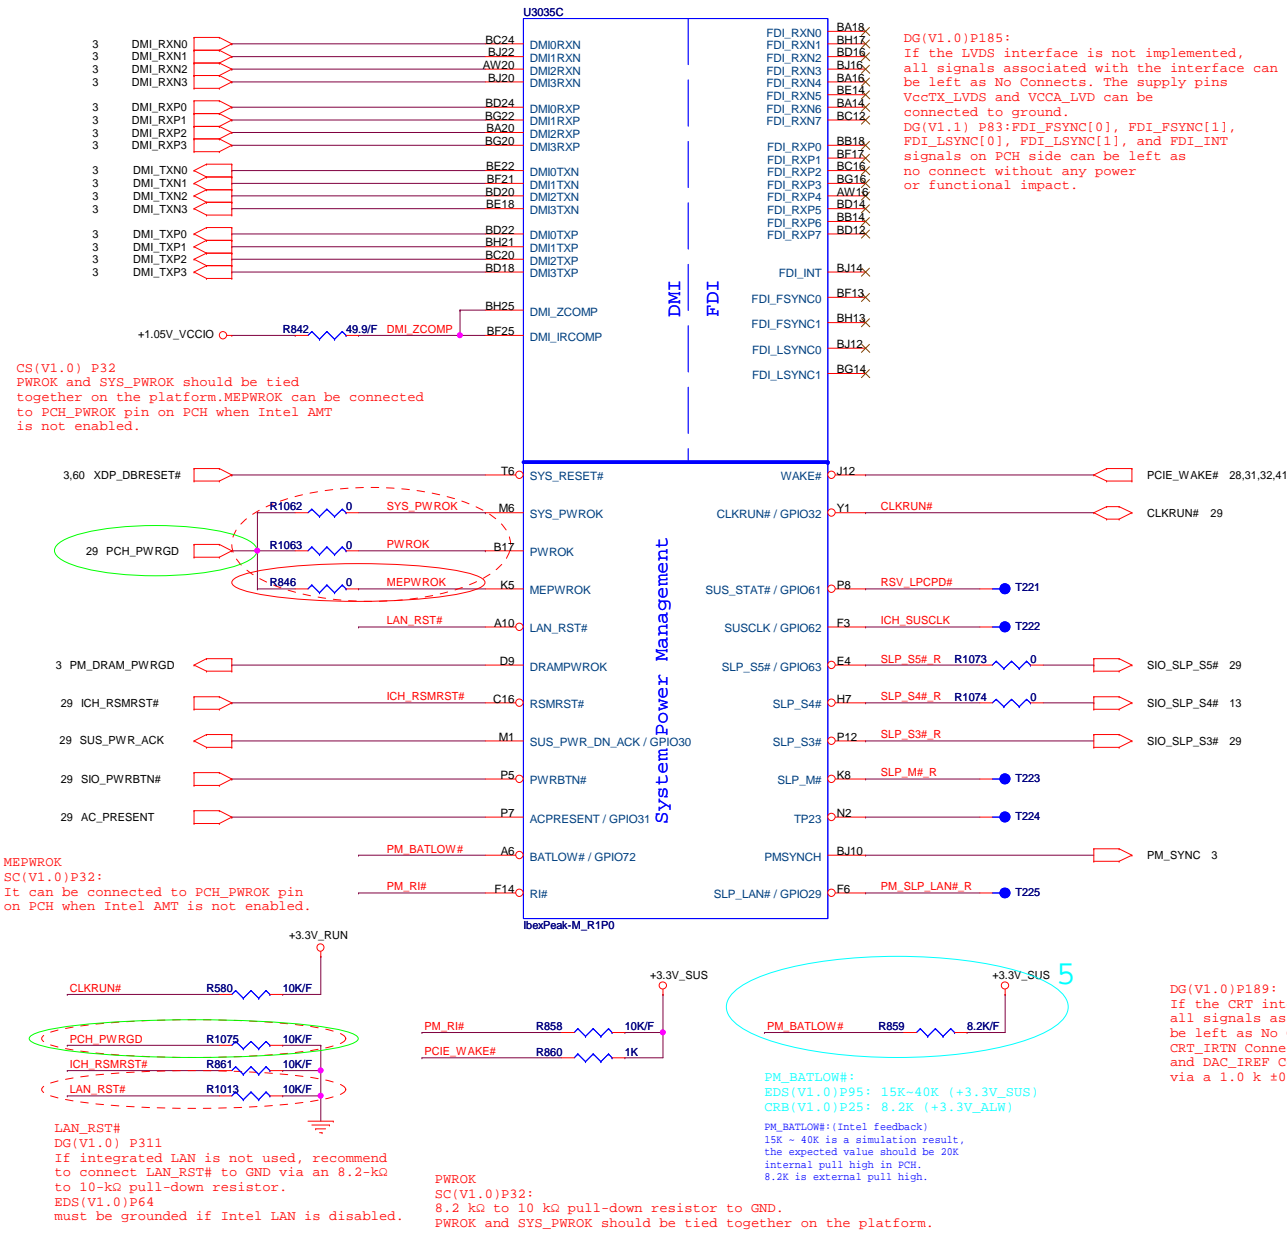 U3035C
3 DMI_RXN0 BC24 DMI0RXN
3 DMI_RXN1 BJ22 DMI1RXN
3 DMI_RXN2 AW20 DMI2RXN
3 DMI_RXN3 BJ20 DMI3RXN
3 DMI_RXP0 BD24 DMI0RXP
3 DMI_RXP1 BG22 DMI1RXP
3 DMI_RXP2 BA20 DMI2RXP
3 DMI_RXP3 BG20 DMI3RXP
3 DMI_TXN0 BE22 DMI0TXN
3 DMI_TXN1 BF21 DMI1TXN
3 DMI_TXN2 BD20 DMI2TXN
3 DMI_TXN3 BE18 DMI3TXN
3 DMI_TXP0 BD22 DMI0TXP
3 DMI_TXP1 BH21 DMI1TXP
3 DMI_TXP2 BC20 DMI2TXP
3 DMI_TXP3 BD18 DMI3TXP
BH25 DMI_ZCOMP
+1.05V_VCCIO R842 49.9/F DMI_ZCOMP BF25 DMI_IRCOMP
DMI
FDI
FDI_RXN0 BA18
FDI_RXN1 BH17
FDI_RXN2 BD16
FDI_RXN3 BJ16
FDI_RXN4 BA16
FDI_RXN5 BE14
FDI_RXN6 BA14
FDI_RXN7 BC12
FDI_RXP0 BB18
FDI_RXP1 BF17
FDI_RXP2 BC16
FDI_RXP3 BG16
FDI_RXP4 AW16
FDI_RXP5 BD14
FDI_RXP6 BB14
FDI_RXP7 BD12
FDI_INT BJ14
FDI_FSYNC0 BF13
FDI_FSYNC1 BH13
FDI_LSYNC0 BJ12
FDI_LSYNC1 BG14
DG(V1.0)P185:
If the LVDS interface is not implemented,
all signals associated with the interface can
be left as No Connects. The supply pins
VccTX_LVDS and VCCA_LVD can be
connected to ground.
DG(V1.1) P83:FDI_FSYNC[0], FDI_FSYNC[1],
FDI_LSYNC[0], FDI_LSYNC[1], and FDI_INT
signals on PCH side can be left as
no connect without any power
or functional impact.
CS(V1.0) P32
PWROK and SYS_PWROK should be tied
together on the platform.MEPWROK can be connected
to PCH_PWROK pin on PCH when Intel AMT
is not enabled.
3,60 XDP_DBRESET# T6 SYS_RESET#
R1062 0 SYS_PWROK M6 SYS_PWROK
29 PCH_PWRGD R1063 0 PWROK B17 PWROK
R846 0 MEPWROK K5 MEPWROK
LAN_RST# A10 LAN_RST#
3 PM_DRAM_PWRGD D9 DRAMPWROK
29 ICH_RSMRST# ICH_RSMRST# C16 RSMRST#
29 SUS_PWR_ACK M1 SUS_PWR_DN_ACK / GPIO30
29 SIO_PWRBTN# P5 PWRBTN#
29 AC_PRESENT P7 ACPRESENT / GPIO31
PM_BATLOW# A6 BATLOW# / GPIO72
PM_RI# F14 RI#
System Power Management
WAKE# J12 PCIE_WAKE# 28,31,32,41
CLKRUN# / GPIO32 Y1 CLKRUN# CLKRUN# 29
SUS_STAT# / GPIO61 P8 RSV_LPCPD# T221
SUSCLK / GPIO62 F3 ICH_SUSCLK T222
SLP_S5# / GPIO63 E4 SLP_S5#_R R1073 0 SIO_SLP_S5# 29
SLP_S4# H7 SLP_S4#_R R1074 0 SIO_SLP_S4# 13
SLP_S3# P12 SLP_S3#_R SIO_SLP_S3# 29
SLP_M# K8 SLP_M#_R T223
TP23 N2 T224
PMSYNCH BJ10 PM_SYNC 3
SLP_LAN# / GPIO29 F6 PM_SLP_LAN#_R T225
IbexPeak-M_R1P0
MEPWROK
SC(V1.0)P32:
It can be connected to PCH_PWROK pin
on PCH when Intel AMT is not enabled.
+3.3V_RUN
CLKRUN# R580 10K/F
PCH_PWRGD R1075 10K/F
ICH_RSMRST# R861 10K/F
LAN_RST# R1013 10K/F
LAN_RST#
DG(V1.0) P311
If integrated LAN is not used, recommend
to connect LAN_RST# to GND via an 8.2-kΩ
to 10-kΩ pull-down resistor.
EDS(V1.0)P64
must be grounded if Intel LAN is disabled.
+3.3V_SUS
PM_RI# R858 10K/F
PCIE_WAKE# R860 1K
PWROK
SC(V1.0)P32:
8.2 kΩ to 10 kΩ pull-down resistor to GND.
PWROK and SYS_PWROK should be tied together on the platform.
+3.3V_SUS 5
PM_BATLOW# R859 8.2K/F
PM_BATLOW#:
EDS(V1.0)P95: 15K~40K (+3.3V_SUS)
CRB(V1.0)P25: 8.2K (+3.3V_ALW)
PM_BATLOW#:(Intel feedback)
15K ~ 40K is a simulation result,
the expected value should be 20K
internal pull high in PCH.
8.2K is external pull high.
DG(V1.0)P189:
If the CRT int
all signals as
be left as No
CRT_IRTN Conne
and DAC_IREF C
via a 1.0 k ±0